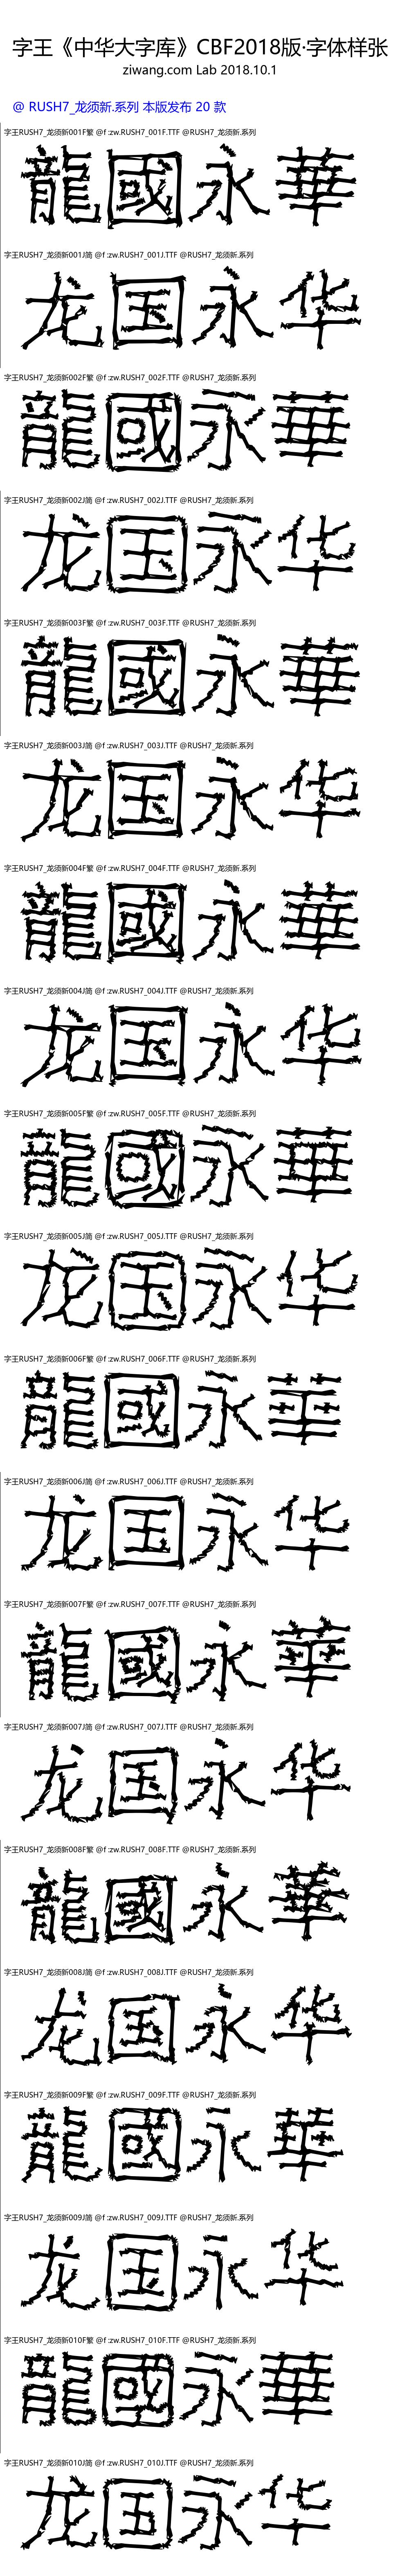 字王《中华大字库》CBF2018版·字体样张
ziwang.com Lab 2018.10.1
@ RUSH7_龙须新.系列 本版发布 20 款
字王RUSH7_龙须新001F繁 @f :zw.RUSH7_001F.TTF @RUSH7_龙须新.系列
龍國永華
字王RUSH7_龙须新001J简 @f :zw.RUSH7_001J.TTF @RUSH7_龙须新.系列
龙国永华
字王RUSH7_龙须新002F繁 @f :zw.RUSH7_002F.TTF @RUSH7_龙须新.系列
龍國永華
字王RUSH7_龙须新002J简 @f :zw.RUSH7_002J.TTF @RUSH7_龙须新.系列
龙国永华
字王RUSH7_龙须新003F繁 @f :zw.RUSH7_003F.TTF @RUSH7_龙须新.系列
龍國永華
字王RUSH7_龙须新003J简 @f :zw.RUSH7_003J.TTF @RUSH7_龙须新.系列
龙国永华
字王RUSH7_龙须新004F繁 @f :zw.RUSH7_004F.TTF @RUSH7_龙须新.系列
龍國永華
字王RUSH7_龙须新004J简 @f :zw.RUSH7_004J.TTF @RUSH7_龙须新.系列
龙国永华
字王RUSH7_龙须新005F繁 @f :zw.RUSH7_005F.TTF @RUSH7_龙须新.系列
龍國永華
字王RUSH7_龙须新005J简 @f :zw.RUSH7_005J.TTF @RUSH7_龙须新.系列
龙国永华
字王RUSH7_龙须新006F繁 @f :zw.RUSH7_006F.TTF @RUSH7_龙须新.系列
龍國永華
字王RUSH7_龙须新006J简 @f :zw.RUSH7_006J.TTF @RUSH7_龙须新.系列
龙国永华
字王RUSH7_龙须新007F繁 @f :zw.RUSH7_007F.TTF @RUSH7_龙须新.系列
龍國永華
字王RUSH7_龙须新007J简 @f :zw.RUSH7_007J.TTF @RUSH7_龙须新.系列
龙国永华
字王RUSH7_龙须新008F繁 @f :zw.RUSH7_008F.TTF @RUSH7_龙须新.系列
龍國永華
字王RUSH7_龙须新008J简 @f :zw.RUSH7_008J.TTF @RUSH7_龙须新.系列
龙国永华
字王RUSH7_龙须新009F繁 @f :zw.RUSH7_009F.TTF @RUSH7_龙须新.系列
龍國永華
字王RUSH7_龙须新009J简 @f :zw.RUSH7_009J.TTF @RUSH7_龙须新.系列
龙国永华
字王RUSH7_龙须新010F繁 @f :zw.RUSH7_010F.TTF @RUSH7_龙须新.系列
龍國永華
字王RUSH7_龙须新010J简 @f :zw.RUSH7_010J.TTF @RUSH7_龙须新.系列
龙国永华